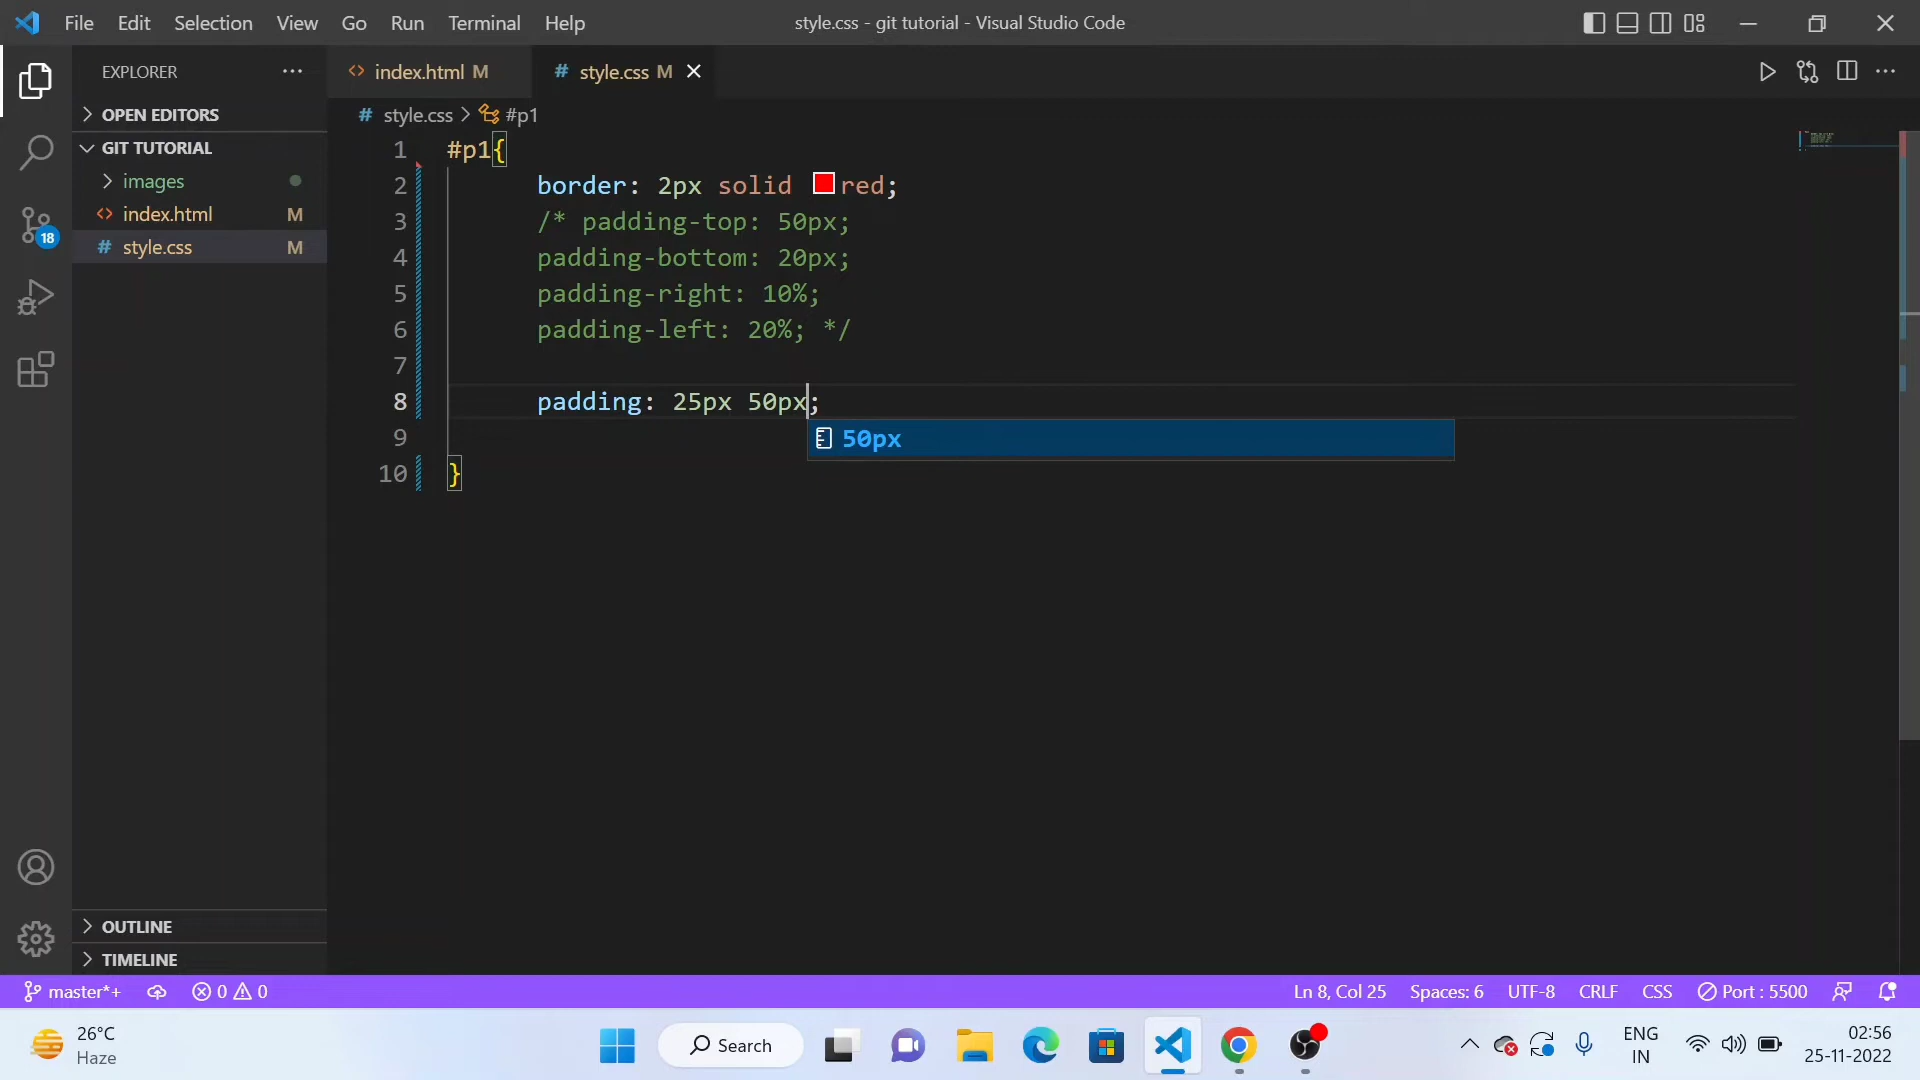 File Edit Selection View Go Run Terminal Help
style.css - git tutorial - Visual Studio Code
EXPLORER
index.html M
style.css M
OPEN EDITORS
style.css > #p1
GIT TUTORIAL
images
index.html M
style.css M
18
1 #p1{
2 border: 2px solid red;
3 /* padding-top: 50px;
4 padding-bottom: 20px;
5 padding-right: 10%;
6 padding-left: 20%; */
7
8 padding: 25px 50px;
50px
9
10 }
OUTLINE
TIMELINE
master*+ 0 0
Ln 8, Col 25 Spaces: 6 UTF-8 CRLF CSS Port : 5500
26°C
Haze
Search
ENG
IN
02:56
25-11-2022